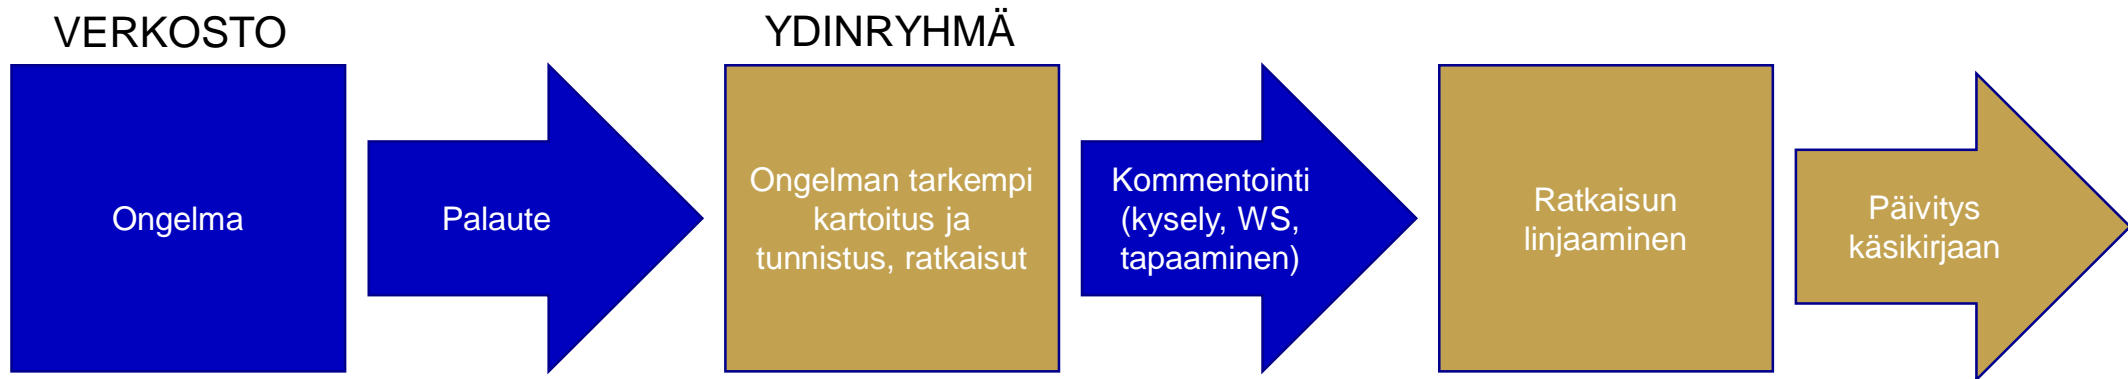 VERKOSTO
YDINRYHMÄ
Ongelma
Palaute
Ongelman tarkempi
kartoitus ja
tunnistus, ratkaisut
Kommentointi
(kysely, WS,
tapaaminen)
Ratkaisun
linjaaminen
Päivitys
käsikirjaan